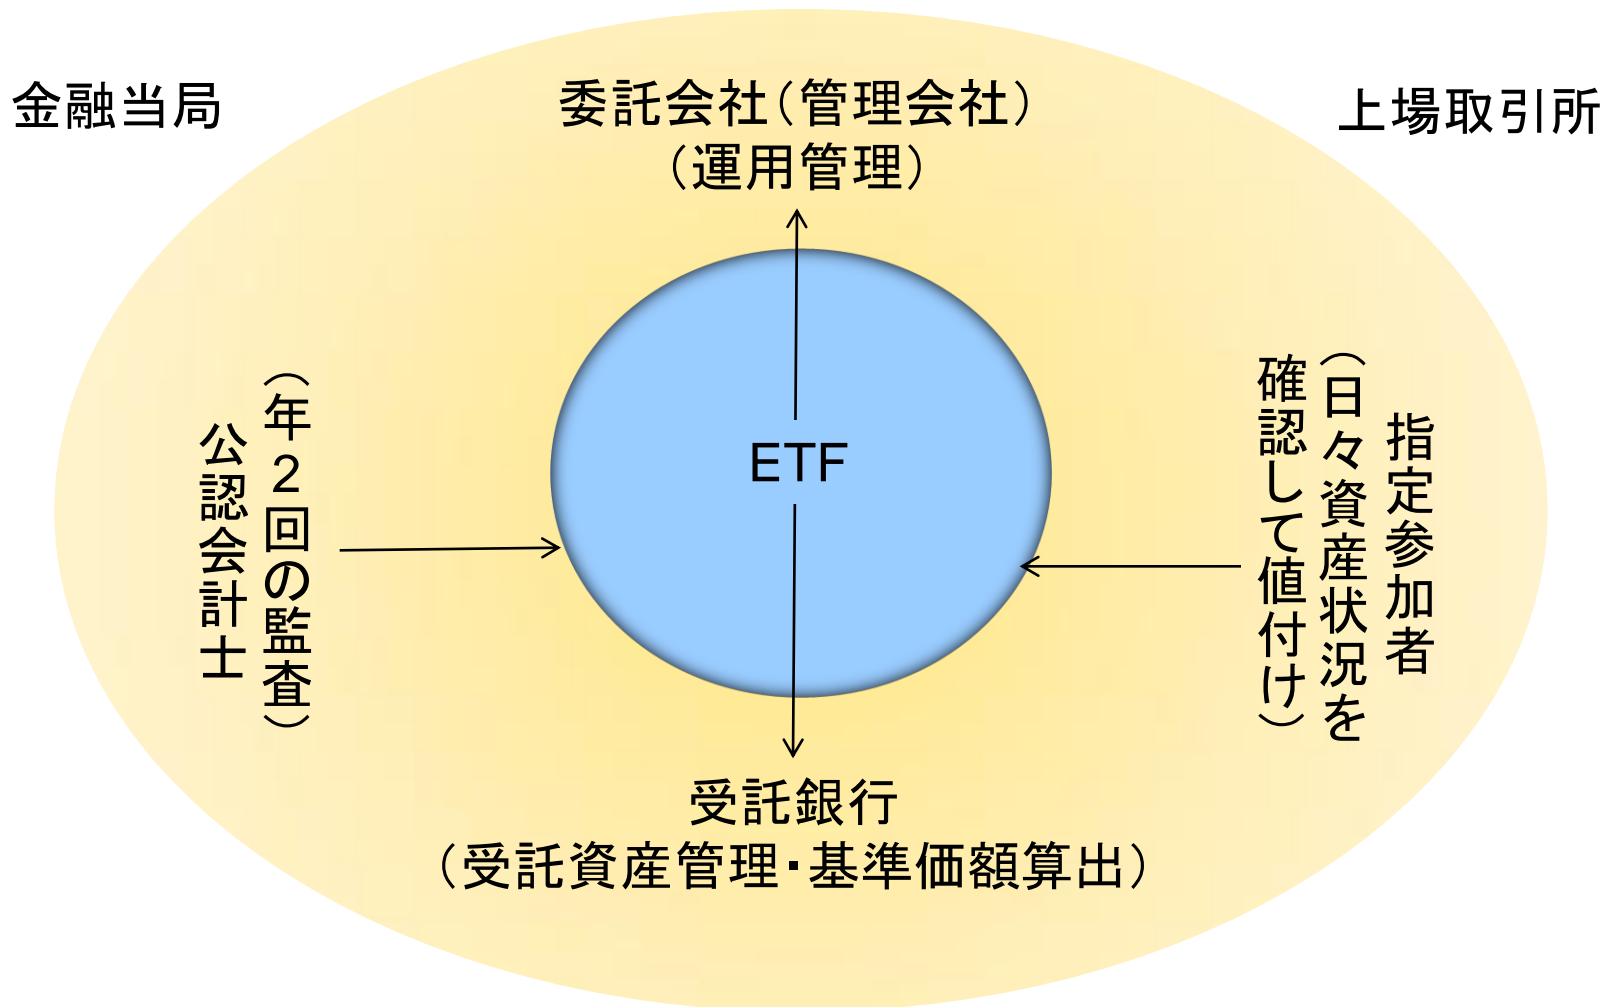 金融当局
委託会社（管理会社）
（運用管理）
上場取引所
ETF
公認会計士
（年２回の監査）
指定参加者
（日々資産状況を
確認して値付け）
受託銀行
（受託資産管理・基準価額算出）